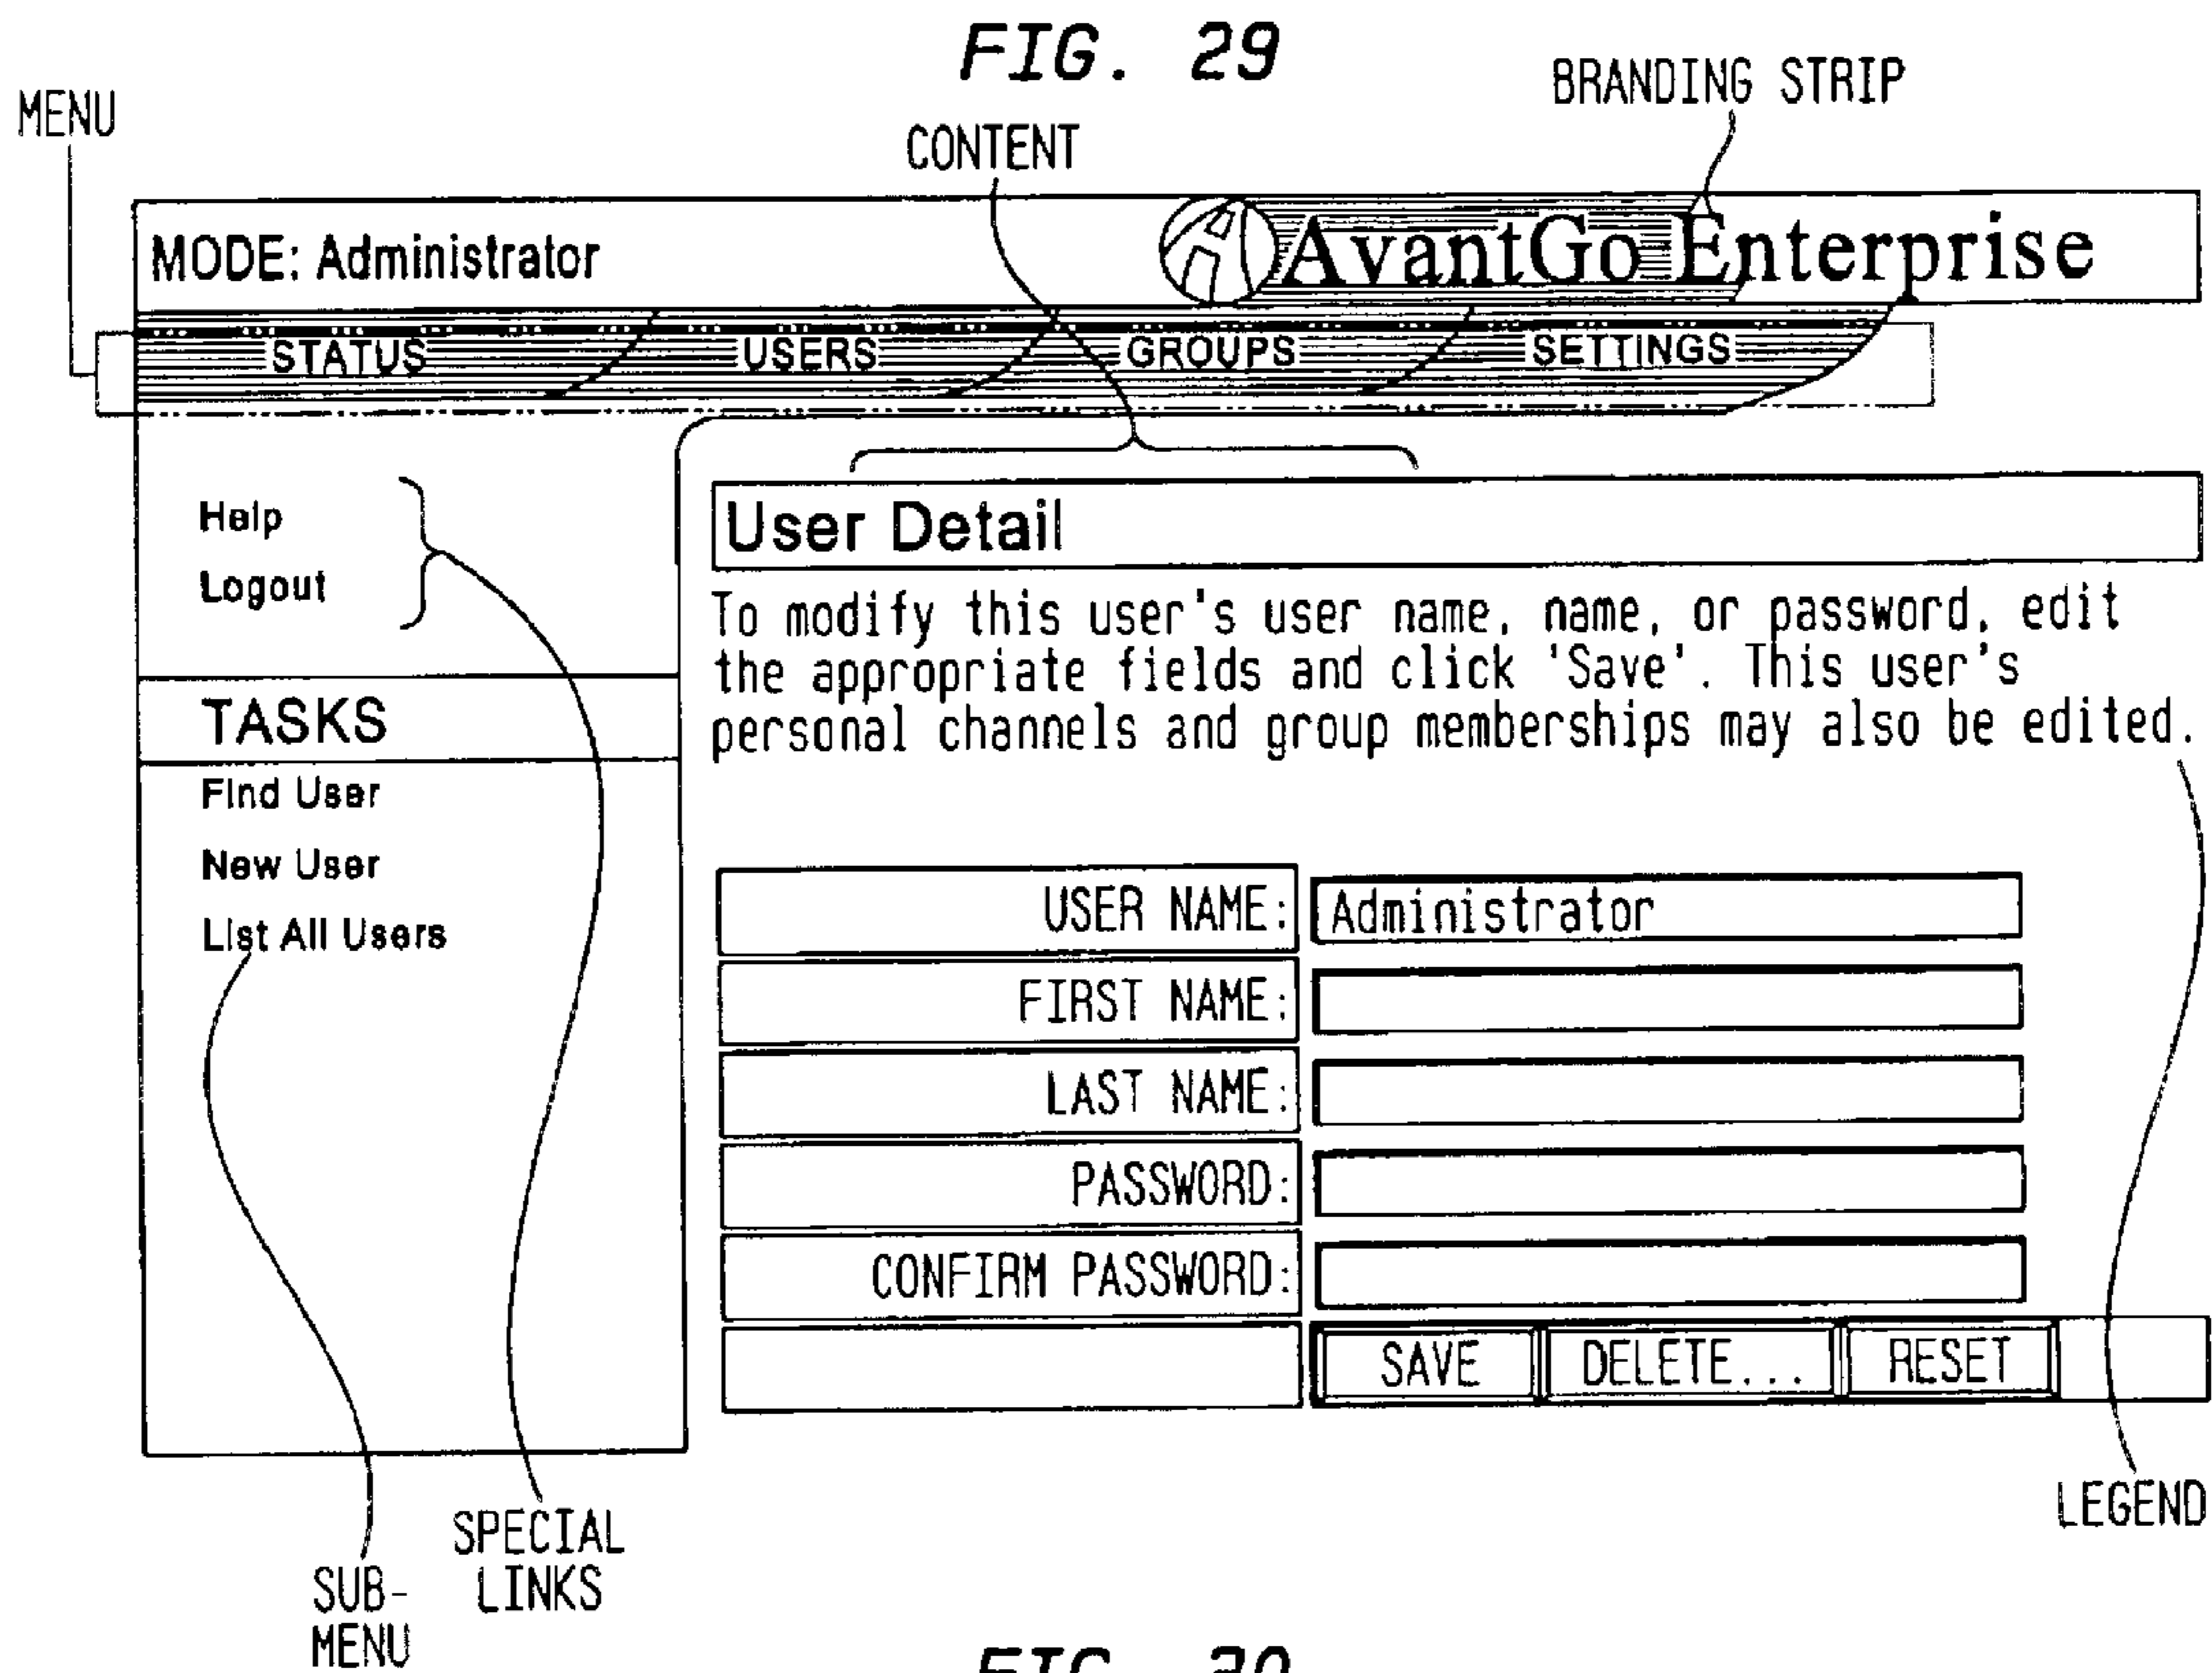 FIG. 29
MENU
CONTENT
BRANDING STRIP
MODE: Administrator
AvantGo Enterprise
STATUS USERS GROUPS SETTINGS
Help
Logout
TASKS
Find User
New User
List All Users
User Detail
To modify this user's user name, name, or password, edit
the appropriate fields and click 'Save'. This user's
personal channels and group memberships may also be edited.
USER NAME: Administrator
FIRST NAME:
LAST NAME:
PASSWORD:
CONFIRM PASSWORD:
SAVE DELETE... RESET
LEGEND
SPECIAL
LINKS
SUB-
MENU
FIG. 30